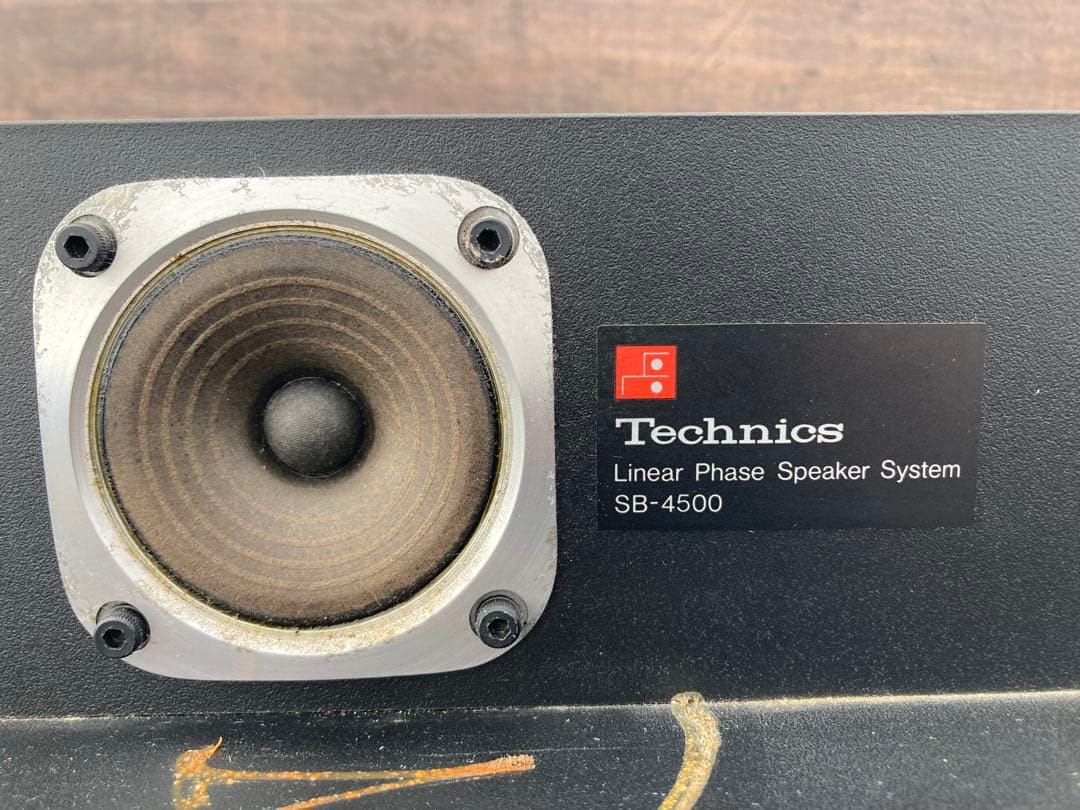 Technics
Linear Phase Speaker System
SB-4500